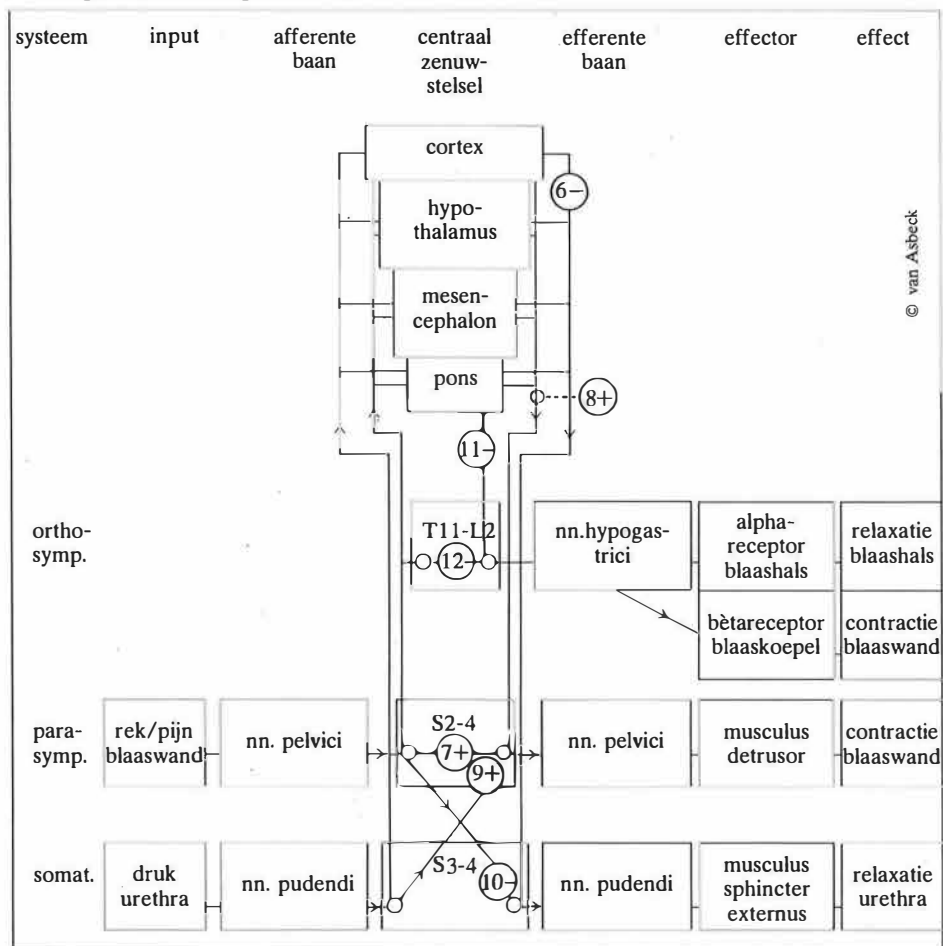 systeem input afferente centraal efferente effector effect
baan zenuw- baan
stelsel
cortex
6−
hypo-
thalamus
© van Asbeck
mesen-
cephalon
pons
8+
11−
ortho-
symp.
T11-L2
12−
nn.hypogas-
trici
alpha-
receptor
blaashals
relaxatie
blaashals
bètareceptor
blaaskoepel
contractie
blaaswand
para-
symp.
rek/pijn
blaaswand
nn. pelvici
S2-4
7+
9+
nn. pelvici
musculus
detrusor
contractie
blaaswand
somat.
druk
urethra
nn. pudendi
S3-4
10−
nn. pudendi
musculus
sphincter
externus
relaxatie
urethra